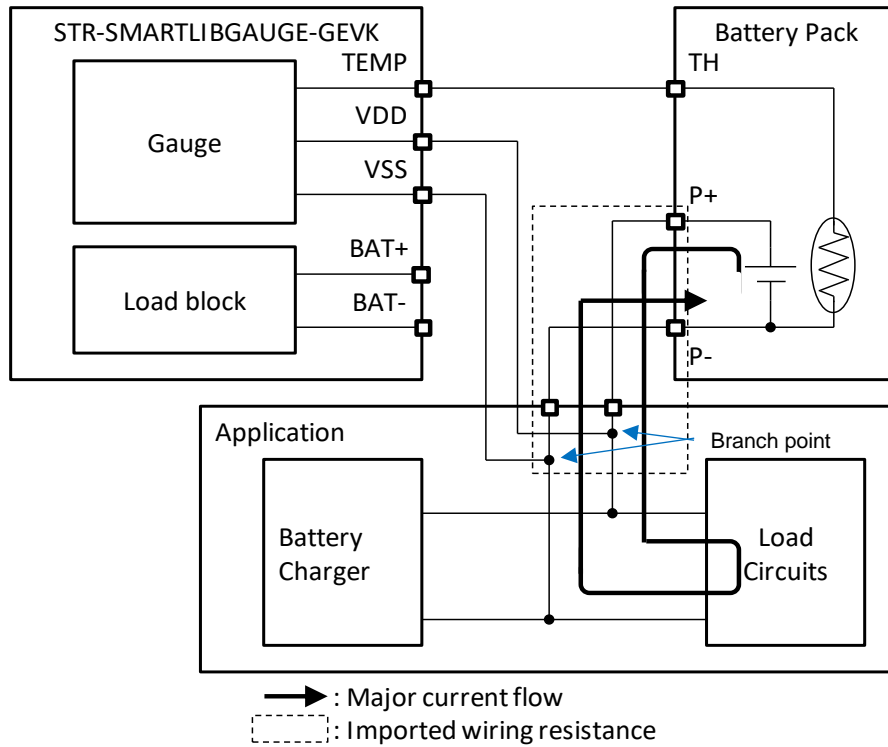 STR-SMARTLIBGAUGE-GEVK
Battery Pack
TEMP
TH
VDD
Gauge
VSS
P+
BAT+
Load block
BAT-
P-
Application
Branch point
Battery
Charger
Load
Circuits
: Major current flow
: Imported wiring resistance